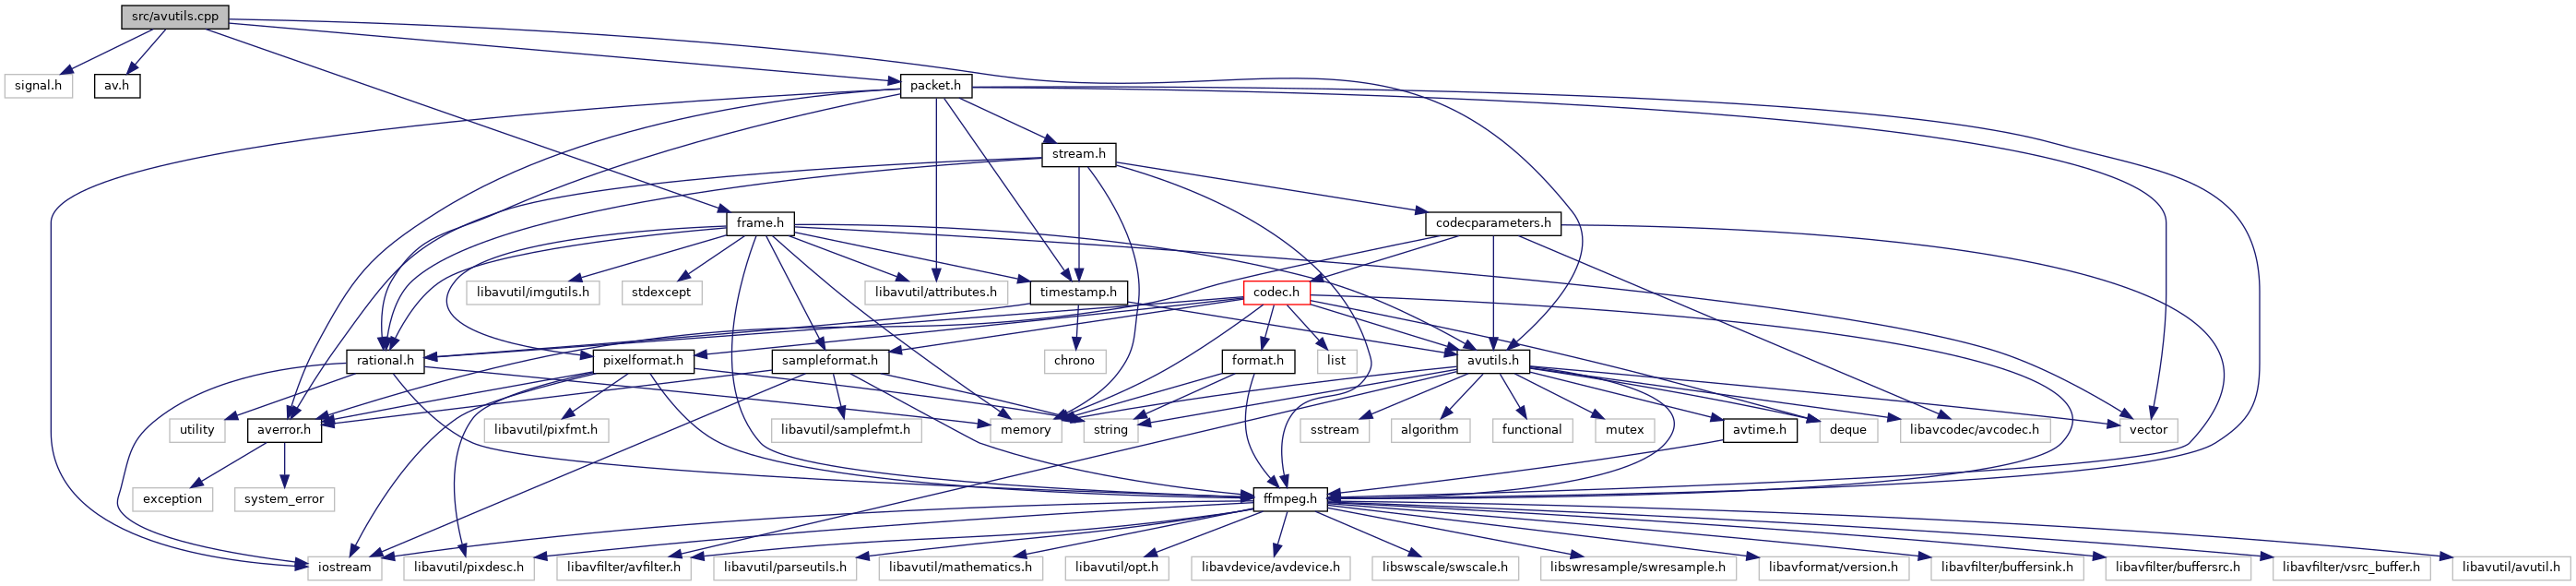 src/avutils.cpp
signal.h
av.h
packet.h
stream.h
frame.h
codecparameters.h
libavutil/imgutils.h
stdexcept
libavutil/attributes.h
timestamp.h
codec.h
rational.h
pixelformat.h
sampleformat.h
chrono
format.h
list
avutils.h
utility
averror.h
libavutil/pixfmt.h
libavutil/samplefmt.h
memory
string
sstream
algorithm
functional
mutex
avtime.h
deque
libavcodec/avcodec.h
vector
exception
system_error
ffmpeg.h
iostream
libavutil/pixdesc.h
libavfilter/avfilter.h
libavutil/parseutils.h
libavutil/mathematics.h
libavutil/opt.h
libavdevice/avdevice.h
libswscale/swscale.h
libswresample/swresample.h
libavformat/version.h
libavfilter/buffersink.h
libavfilter/buffersrc.h
libavfilter/vsrc_buffer.h
libavutil/avutil.h